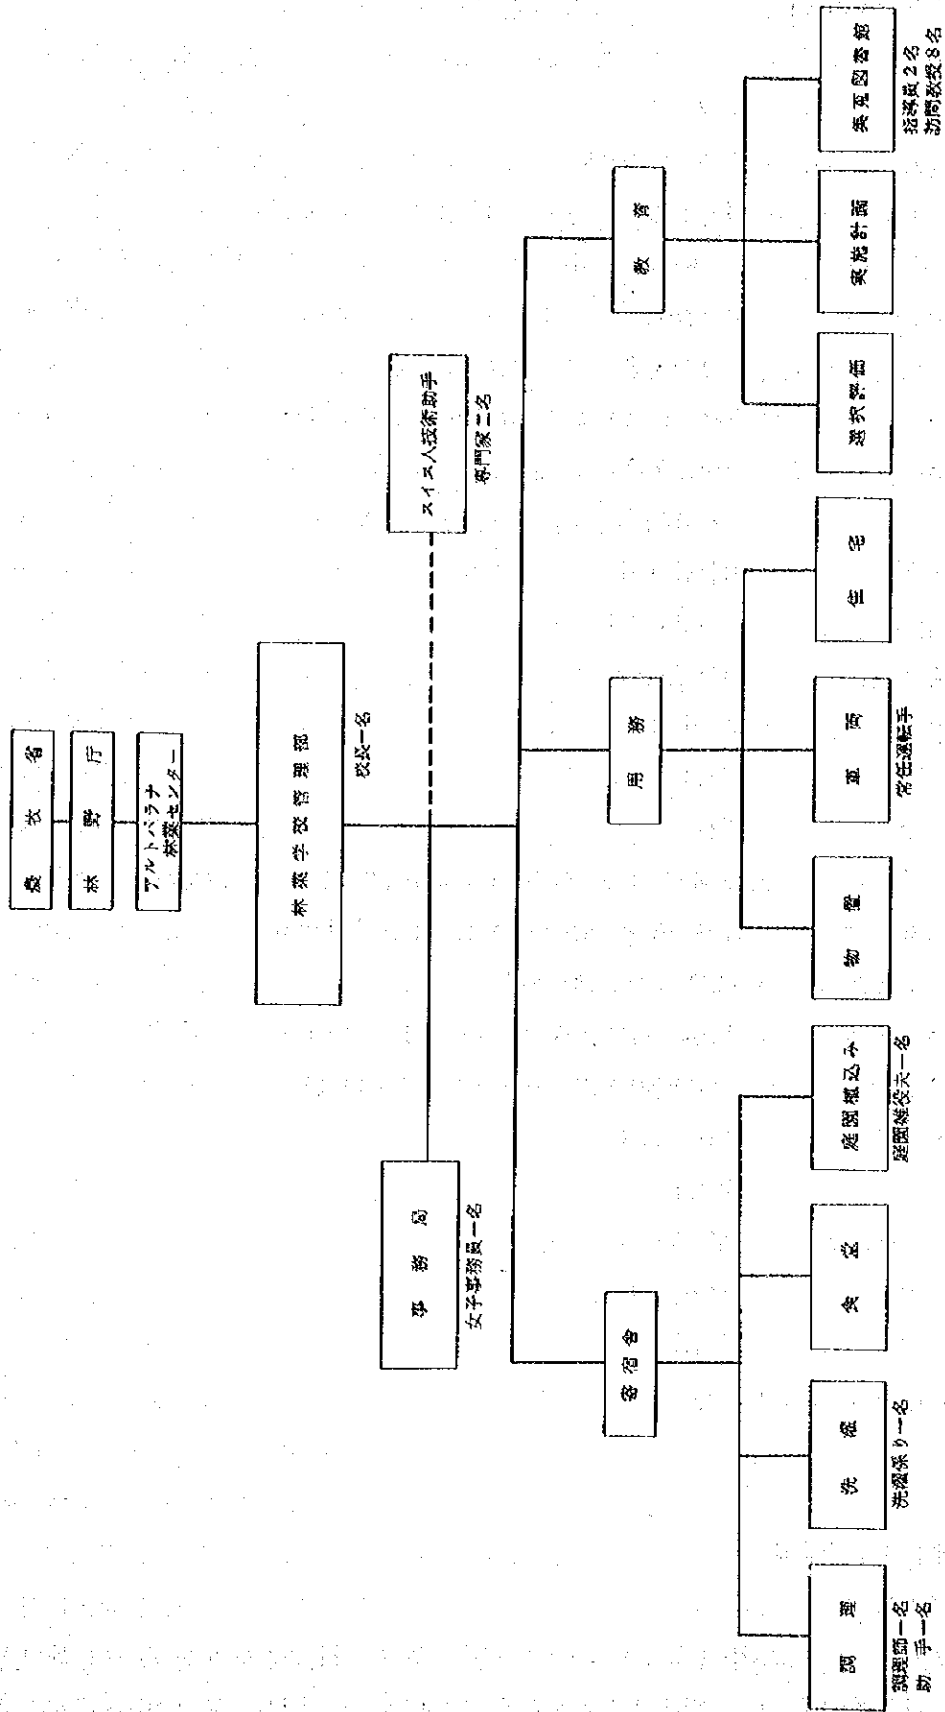 農牧省
林野庁
アルトパラナ
林業センター
林業学校管理部
校長一名
事務局
女子事務員一名
スイス人技術助手
専門家二名
寄宿舎
用務
教育
調理
調理師一名
助手一名
洗濯
洗濯係り一名
食堂
庭園植込み
庭園雑役夫一名
物置
車両
常任運転手
住宅
選択評価
実施計画
図書館
指導員2名
訪問教授8名